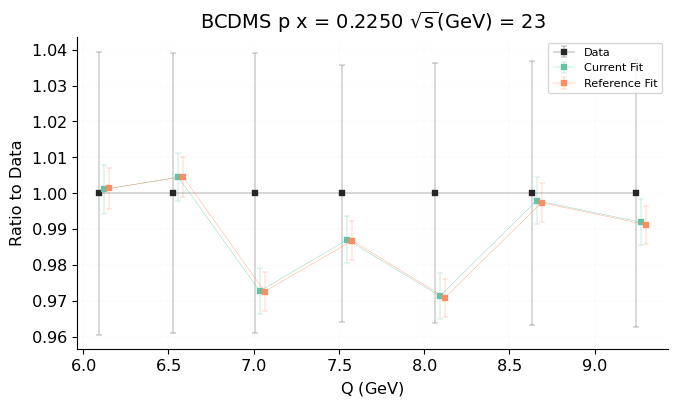 BCDMS p x = 0.2250 √s(GeV) = 23
Data
Current Fit
Reference Fit
Ratio to Data
1.04
1.03
1.02
1.01
1.00
0.99
0.98
0.97
0.96
6.0 6.5 7.0 7.5 8.0 8.5 9.0
Q (GeV)